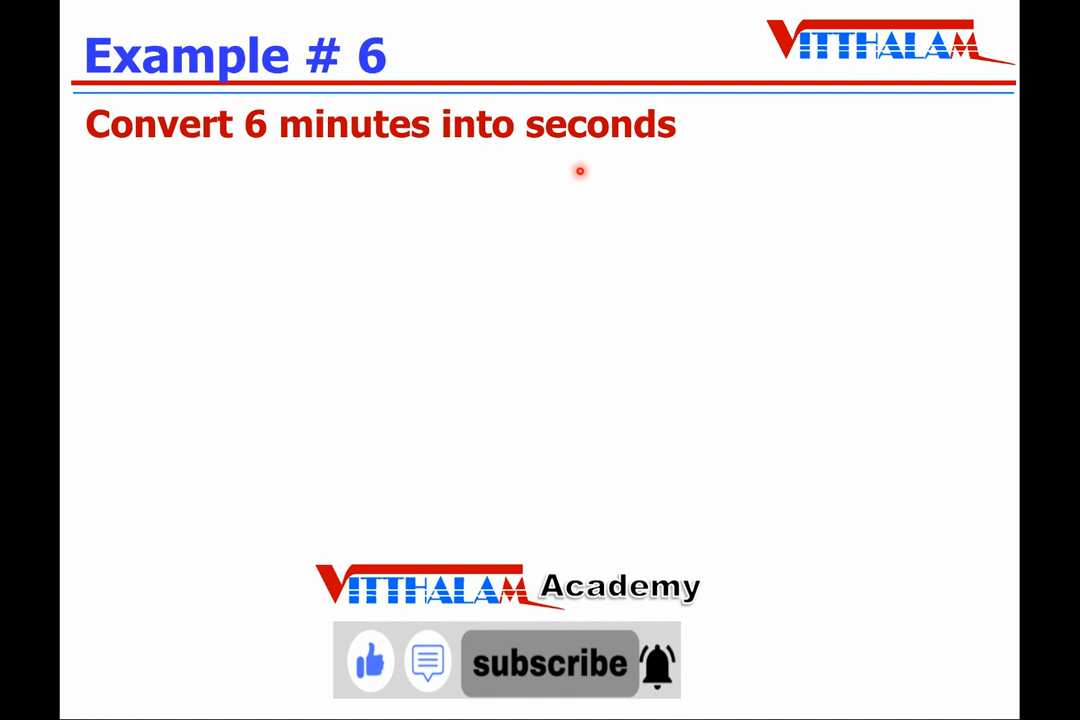 Example # 6
VITTHALAM
Convert 6 minutes into seconds
VITTHALAM Academy
subscribe